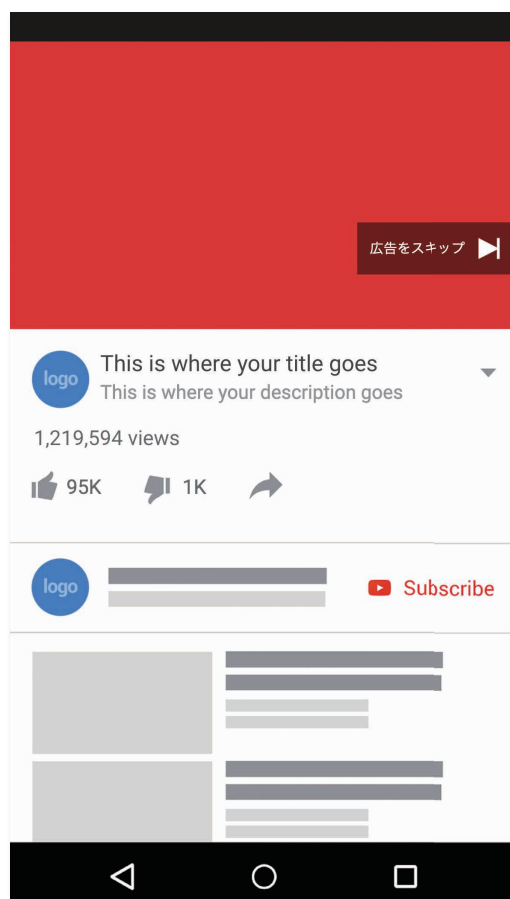 広告をスキップ
logo
This is where your title goes
This is where your description goes
1,219,594 views
95K 1K
logo
Subscribe